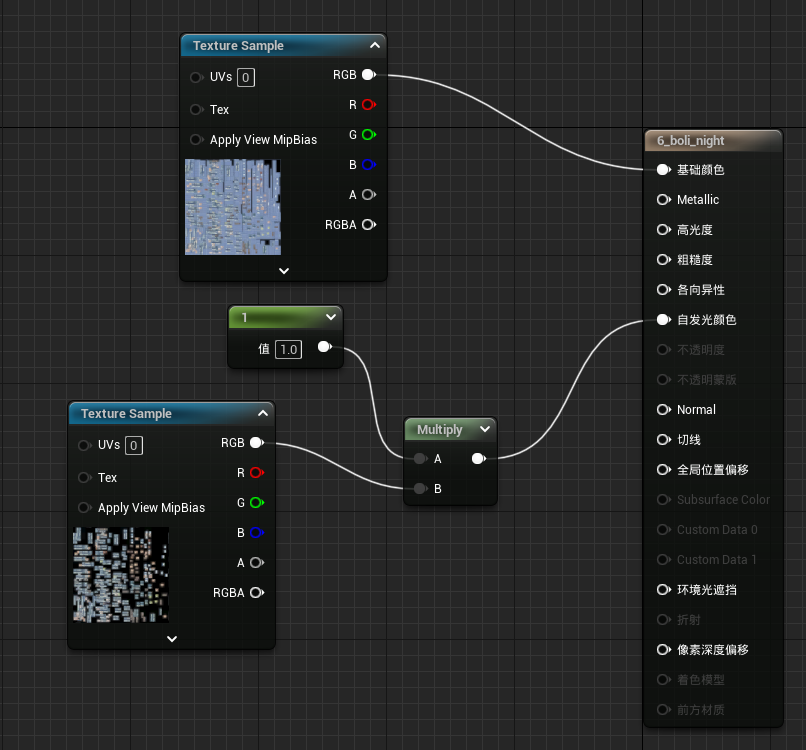 Texture Sample
UVs 0
Tex
Apply View MipBias
RGB
R
G
B
A
RGBA
1
值 1.0
Texture Sample
UVs 0
Tex
Apply View MipBias
RGB
R
G
B
A
RGBA
Multiply
A
B
6_boli_night
基础颜色
Metallic
高光度
粗糙度
各向异性
自发光颜色
不透明度
不透明蒙版
Normal
切线
全局位置偏移
Subsurface Color
Custom Data 0
Custom Data 1
环境光遮挡
折射
像素深度偏移
着色模型
前方材质